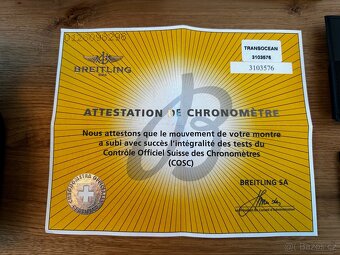 BREITLING
1884
TRANSOCEAN
3103576
3103576
ATTESTATION DE CHRONOMÈTRE
Nous attestons que le mouvement de votre montre
a subi avec succès l'intégralité des tests du
Contrôle Officiel Suisse des Chronomètres
(COSC)
BREITLING SA